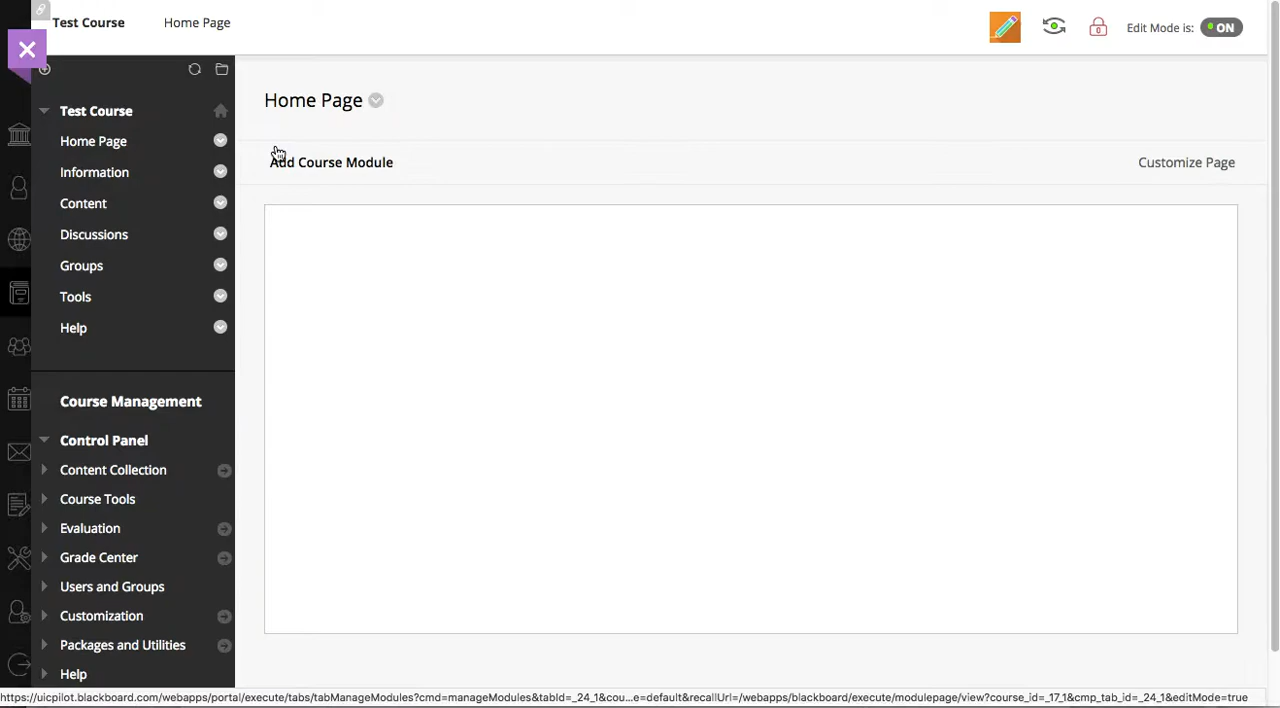 Test Course
Home Page
Edit Mode is:
ON
Test Course
Home Page
Information
Content
Discussions
Groups
Tools
Help
Course Management
Control Panel
Content Collection
Course Tools
Evaluation
Grade Center
Users and Groups
Customization
Packages and Utilities
Help
Home Page
Add Course Module
Customize Page
https://uicpilot.blackboard.com/webapps/portal/execute/tabs/tabManageModules?cmd=manageModules&tabId=_24_1&cou...e=default&recallUrl=/webapps/blackboard/execute/modulepage/view?course_id=_17_1&cmp_tab_id=_24_1&editMode=true